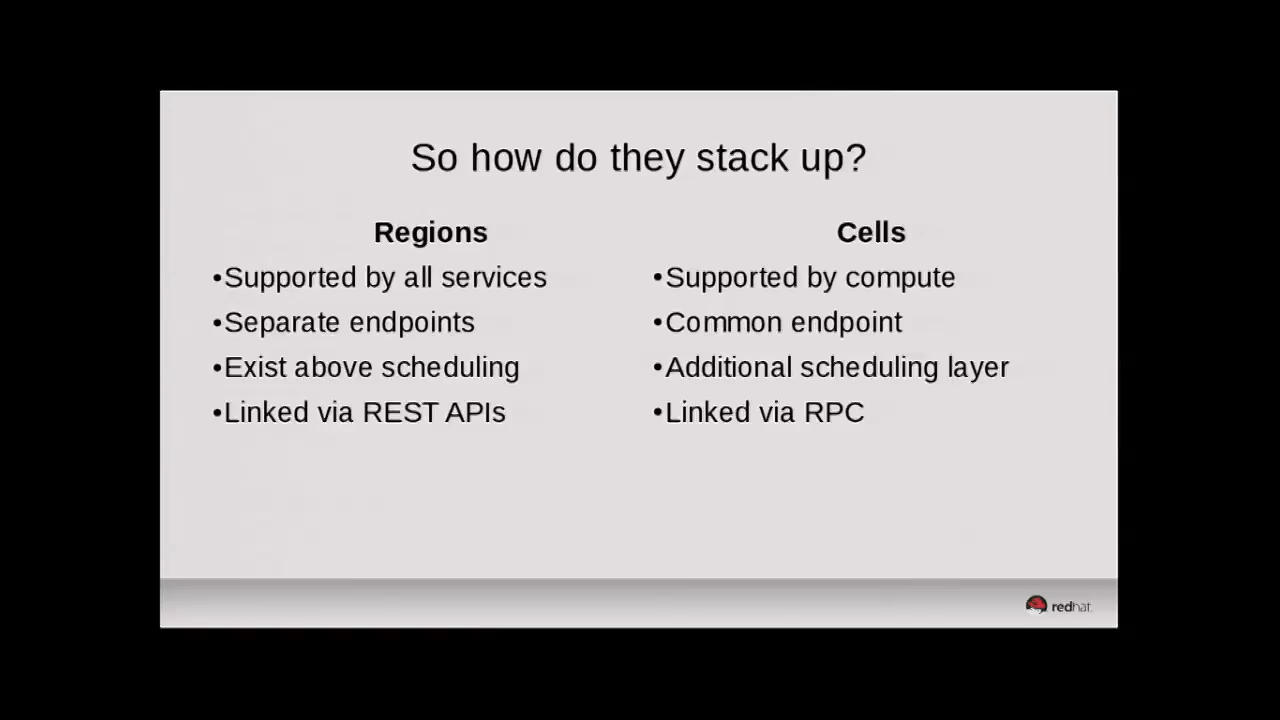 So how do they stack up?
Regions
•Supported by all services
•Separate endpoints
•Exist above scheduling
•Linked via REST APIs
Cells
•Supported by compute
•Common endpoint
•Additional scheduling layer
•Linked via RPC
redhat.